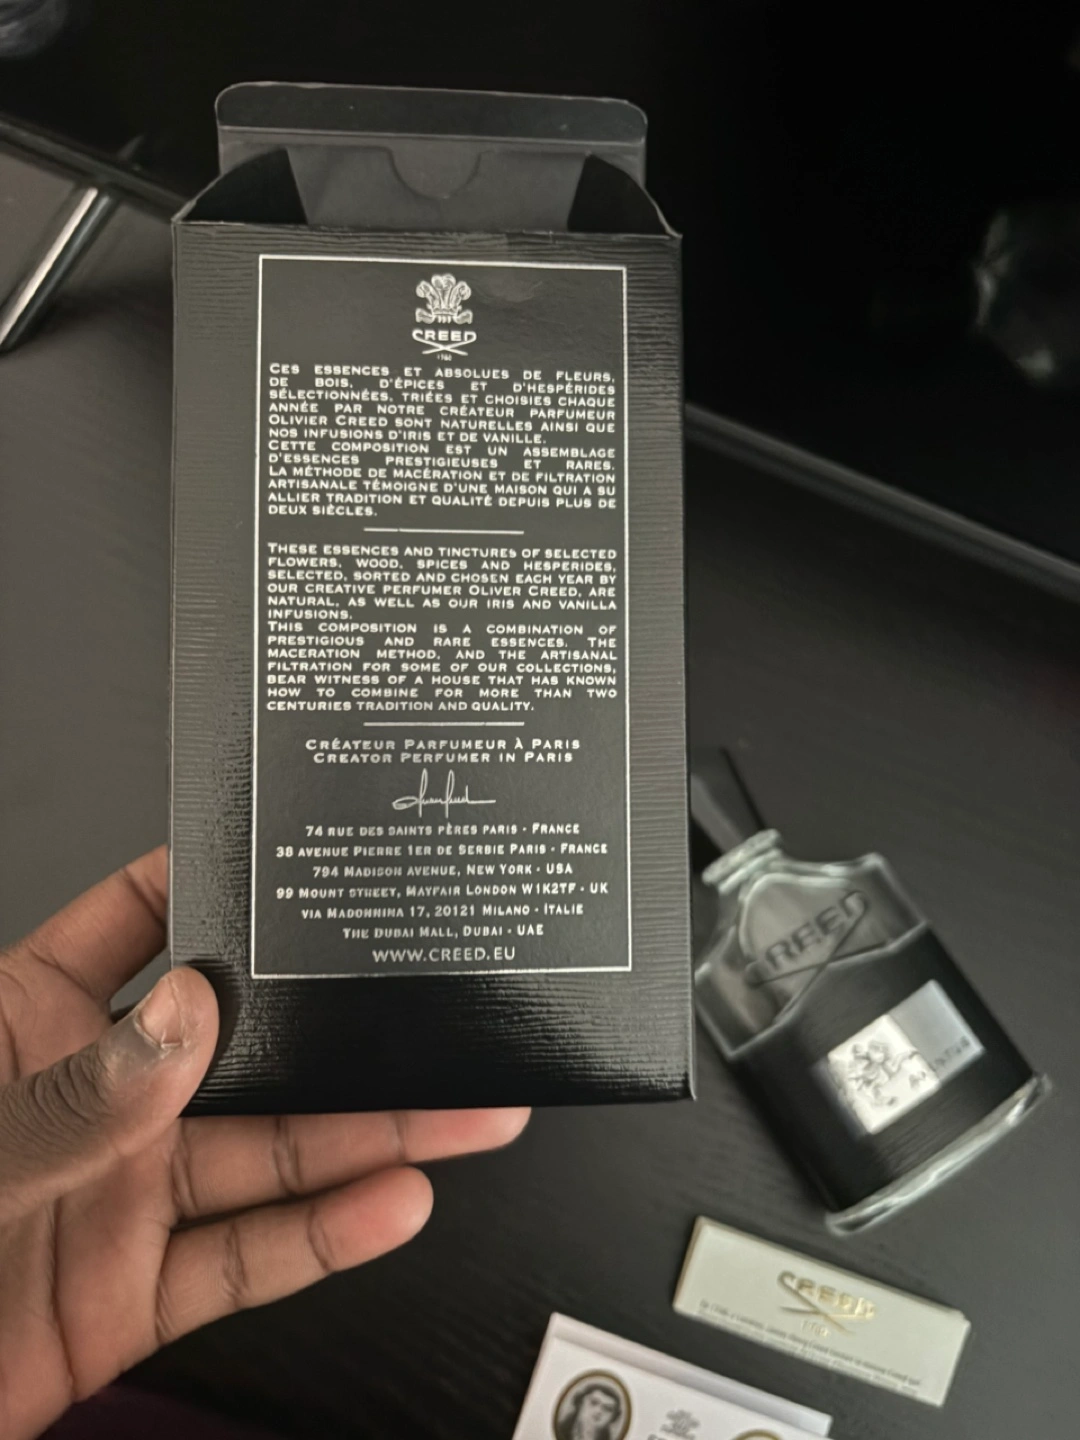 CREED
1760
CES ESSENCES ET ABSOLUES DE FLEURS,
DE BOIS, D'ÉPICES ET D'HESPÉRIDES
SÉLECTIONNÉES, TRIÉES ET CHOISIES CHAQUE
ANNÉE PAR NOTRE CRÉATEUR PARFUMEUR
OLIVIER CREED SONT NATURELLES AINSI QUE
NOS INFUSIONS D'IRIS ET DE VANILLE.
CETTE COMPOSITION EST UN ASSEMBLAGE
D'ESSENCES PRESTIGIEUSES ET RARES.
LA MÉTHODE DE MACÉRATION ET DE FILTRATION
ARTISANALE TÉMOIGNE D'UNE MAISON QUI A SU
ALLIER TRADITION ET QUALITÉ DEPUIS PLUS DE
DEUX SIÈCLES.
THESE ESSENCES AND TINCTURES OF SELECTED
FLOWERS, WOOD, SPICES AND HESPERIDES,
SELECTED, SORTED AND CHOSEN EACH YEAR BY
OUR CREATIVE PERFUMER OLIVER CREED, ARE
NATURAL, AS WELL AS OUR IRIS AND VANILLA
INFUSIONS.
THIS COMPOSITION IS A COMBINATION OF
PRESTIGIOUS AND RARE ESSENCES. THE
MACERATION METHOD, AND THE ARTISANAL
FILTRATION FOR SOME OF OUR COLLECTIONS,
BEAR WITNESS OF A HOUSE THAT HAS KNOWN
HOW TO COMBINE FOR MORE THAN TWO
CENTURIES TRADITION AND QUALITY.
CRÉATEUR PARFUMEUR À PARIS
CREATOR PERFUMER IN PARIS
74 RUE DES SAINTS PÈRES PARIS - FRANCE
38 AVENUE PIERRE 1ER DE SERBIE PARIS - FRANCE
794 MADISON AVENUE, NEW YORK - USA
99 MOUNT STREET, MAYFAIR LONDON W1K2TF - UK
VIA MADONNINA 17, 20121 MILANO - ITALIE
THE DUBAI MALL, DUBAI - UAE
WWW.CREED.EU
CREED
AVENTUS
CREED
1760